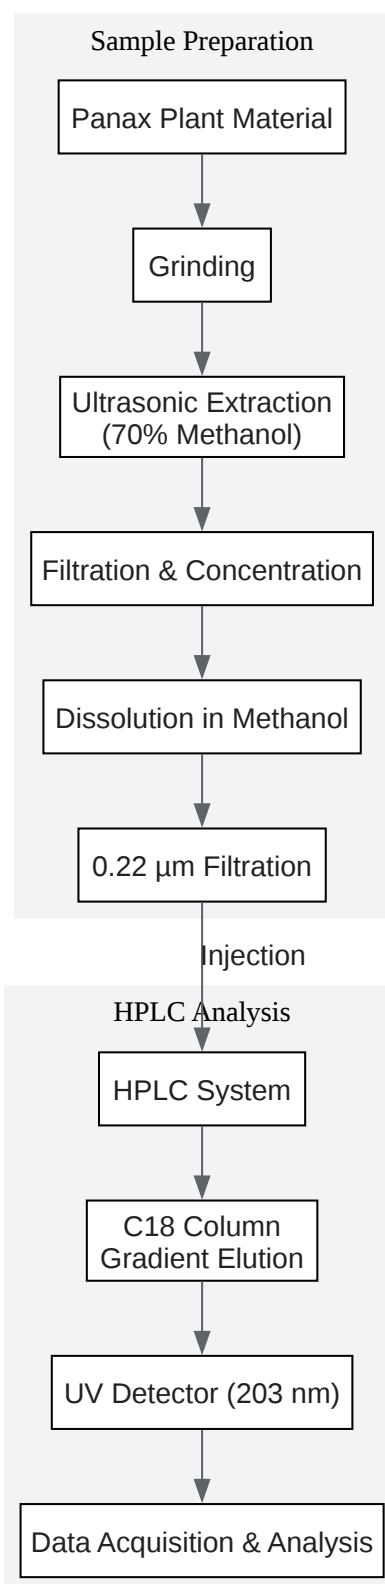 Sample Preparation
Panax Plant Material
Grinding
Ultrasonic Extraction
(70% Methanol)
Filtration & Concentration
Dissolution in Methanol
0.22 µm Filtration
Injection
HPLC Analysis
HPLC System
C18 Column
Gradient Elution
UV Detector (203 nm)
Data Acquisition & Analysis